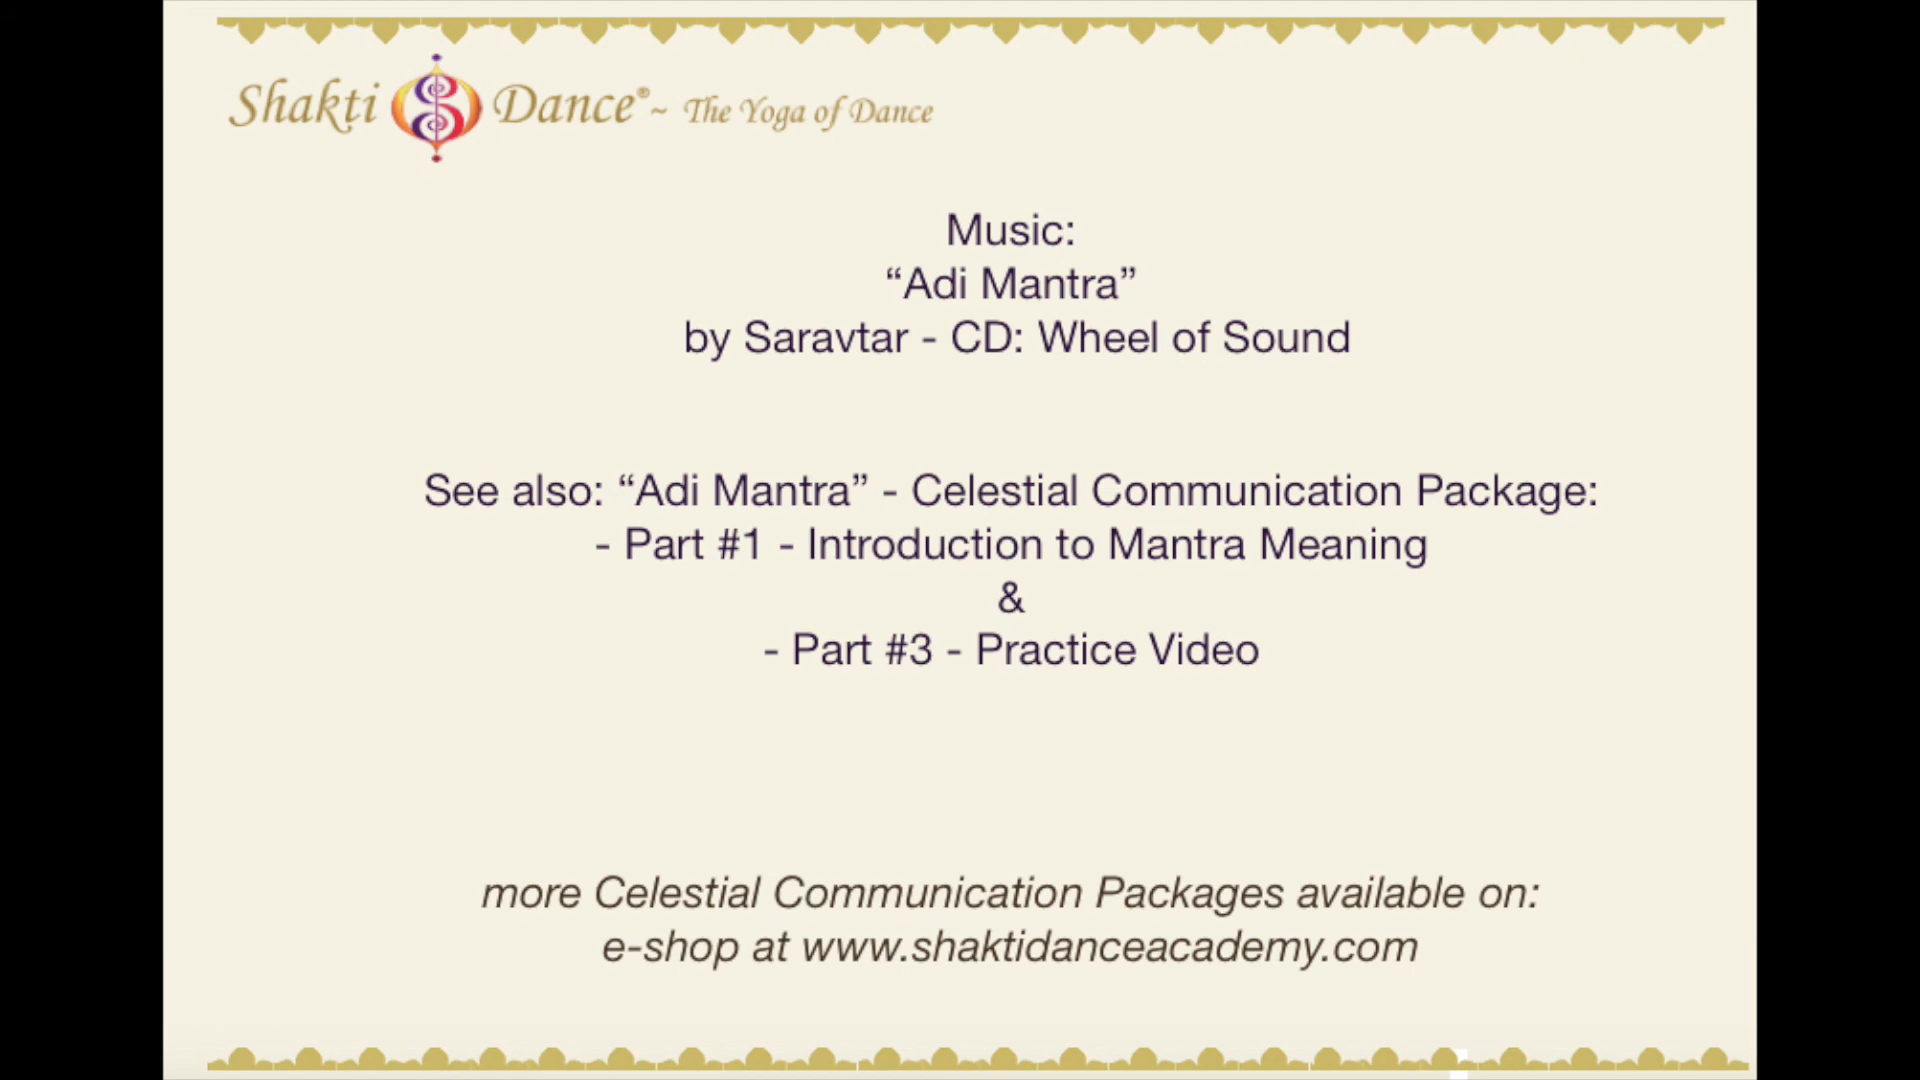 Shakti Dance® ~ The Yoga of Dance
Music:
“Adi Mantra”
by Saravtar - CD: Wheel of Sound
See also: “Adi Mantra” - Celestial Communication Package:
- Part #1 - Introduction to Mantra Meaning
&
- Part #3 - Practice Video
more Celestial Communication Packages available on:
e-shop at www.shaktidanceacademy.com